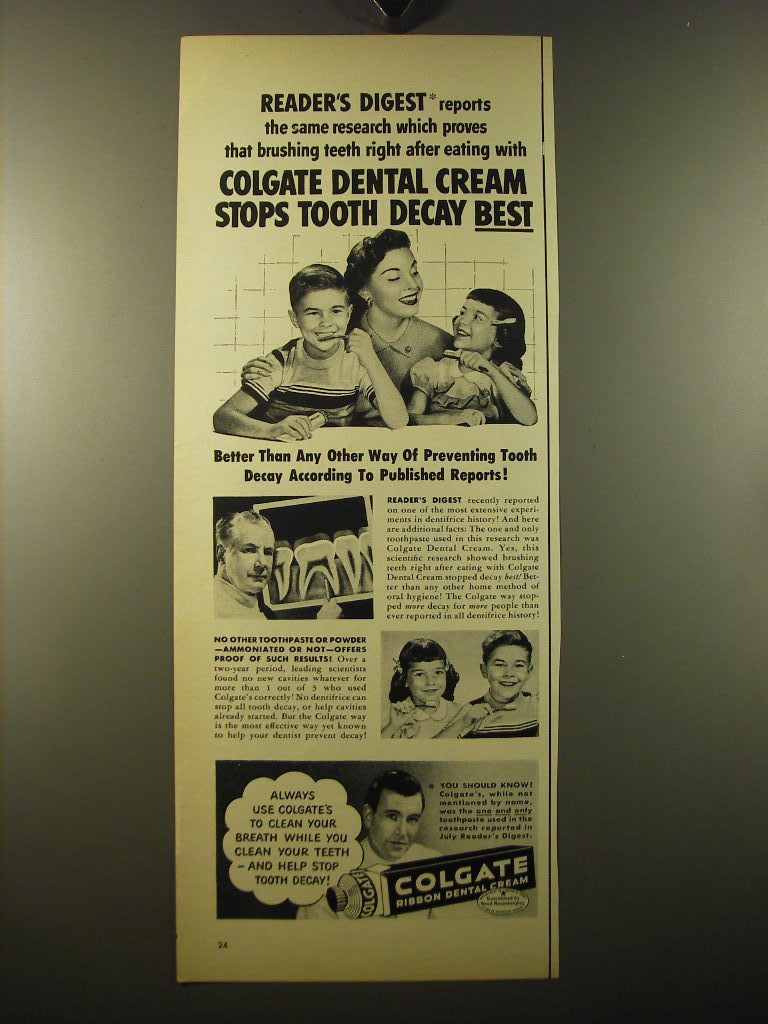 READER'S DIGEST* reports
the same research which proves
that brushing teeth right after eating with
COLGATE DENTAL CREAM
STOPS TOOTH DECAY BEST
Better Than Any Other Way Of Preventing Tooth
Decay According To Published Reports!
READER'S DIGEST recently reported
on one of the most extensive experi-
ments in dentifrice history! And here
are additional facts: The one and only
toothpaste used in this research was
Colgate Dental Cream. Yes, this
scientific research showed brushing
teeth right after eating with Colgate
Dental Cream stopped decay best! Bet-
ter than any other home method of
oral hygiene! The Colgate way stop-
ped more decay for more people than
ever reported in all dentifrice history!
NO OTHER TOOTHPASTE OR POWDER
—AMMONIATED OR NOT—OFFERS
PROOF OF SUCH RESULTS! Over a
two-year period, leading scientists
found no new cavities whatever for
more than 1 out of 3 who used
Colgate's correctly! No dentifrice can
stop all tooth decay, or help cavities
already started. But the Colgate way
is the most effective way yet known
to help your dentist prevent decay!
ALWAYS
USE COLGATE'S
TO CLEAN YOUR
BREATH WHILE YOU
CLEAN YOUR TEETH
– AND HELP STOP
TOOTH DECAY!
* YOU SHOULD KNOW!
Colgate's, while not
mentioned by name,
was the one and only
toothpaste used in the
research reported in
July Reader's Digest.
COLGATE
RIBBON DENTAL CREAM
COLGATE
Guaranteed by
Good Housekeeping
24